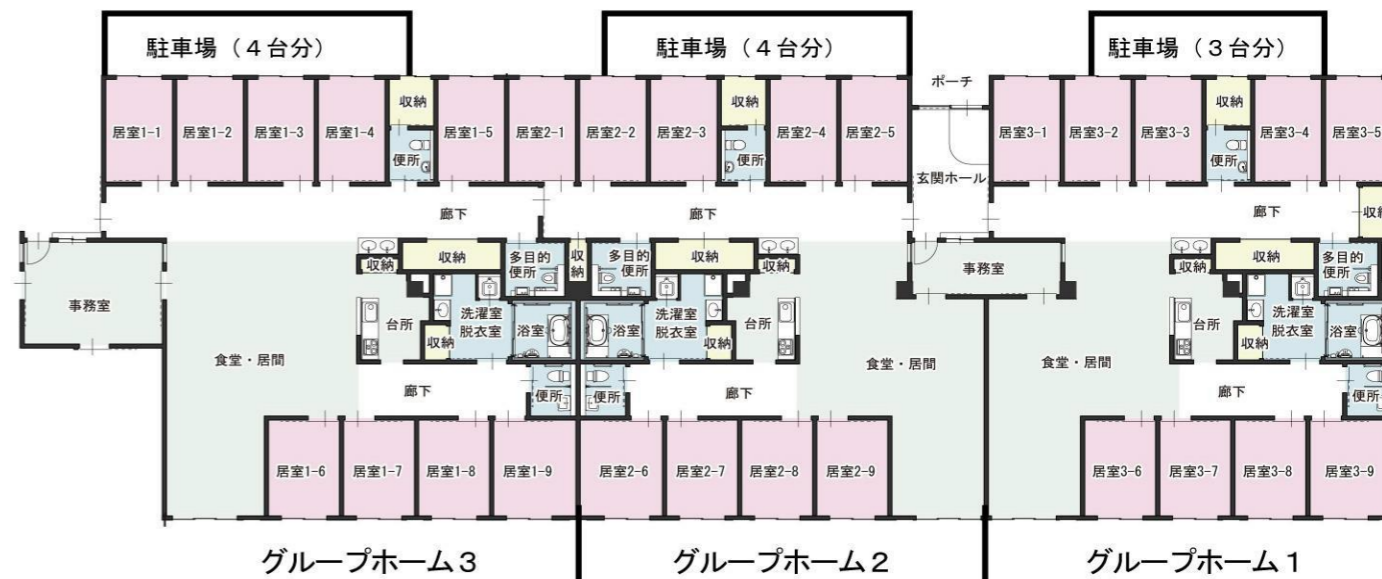 駐車場（４台分）
駐車場（４台分）
駐車場（３台分）
ポーチ
居室1-1
居室1-2
居室1-3
居室1-4
収納
便所
居室1-5
居室2-1
居室2-2
居室2-3
収納
便所
居室2-4
居室2-5
玄関ホール
居室3-1
居室3-2
居室3-3
収納
便所
居室3-4
居室3-5
廊下
廊下
廊下
収納
事務室
収納
収納
多目的
便所
収納
多目的
便所
収納
収納
事務室
収納
収納
多目的
便所
食堂・居間
台所
洗濯室
脱衣室
収納
浴室
浴室
洗濯室
脱衣室
収納
台所
食堂・居間
食堂・居間
台所
洗濯室
脱衣室
収納
浴室
廊下
便所
便所
廊下
廊下
便所
居室1-6
居室1-7
居室1-8
居室1-9
居室2-6
居室2-7
居室2-8
居室2-9
居室3-6
居室3-7
居室3-8
居室3-9
グループホーム３
グループホーム２
グループホーム１